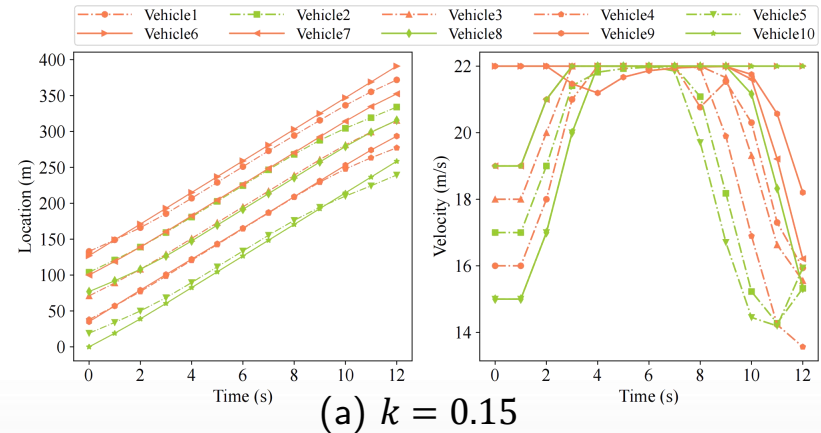 Vehicle1 Vehicle2 Vehicle3 Vehicle4 Vehicle5
Vehicle6 Vehicle7 Vehicle8 Vehicle9 Vehicle10
400
350
300
250
200
150
100
50
0
Location (m)
0 2 4 6 8 10 12
Time (s)
22
20
18
16
14
Velocity (m/s)
0 2 4 6 8 10 12
Time (s)
(a) k = 0.15